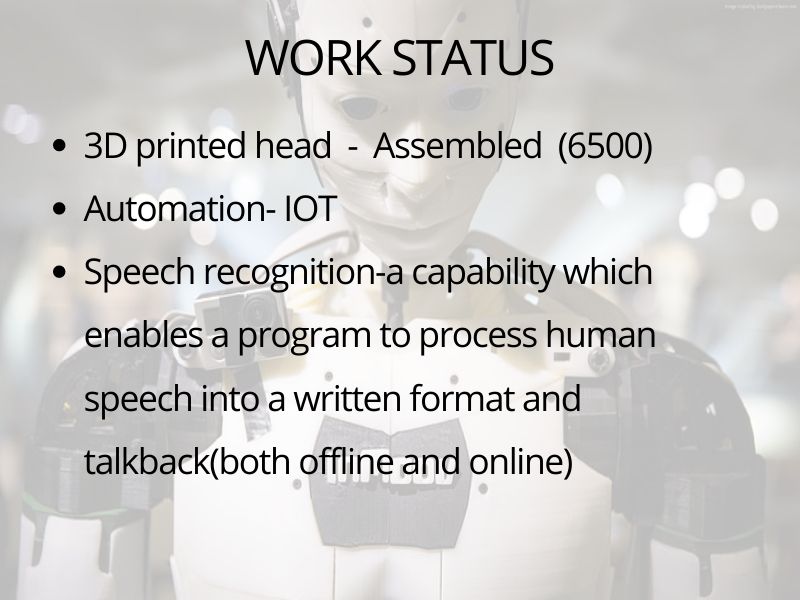 WORK STATUS
• 3D printed head - Assembled (6500)
• Automation- IOT
• Speech recognition-a capability which
enables a program to process human
speech into a written format and
talkback(both offline and online)